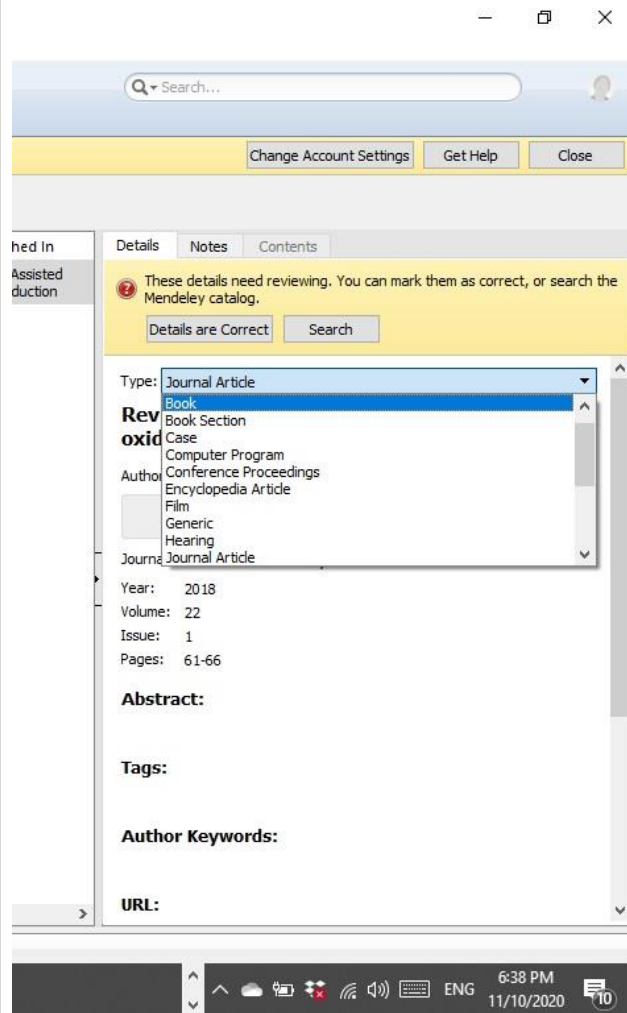 Search...
Change Account Settings Get Help Close
hed In
Assisted
duction
Details Notes Contents
These details need reviewing. You can mark them as correct, or search the
Mendeley catalog.
Details are Correct Search
Type: Journal Article
Rev
oxid
Autho
Book
Book Section
Case
Computer Program
Conference Proceedings
Encyclopedia Article
Film
Generic
Hearing
Journal Article
Journa
Year: 2018
Volume: 22
Issue: 1
Pages: 61-66
Abstract:
Tags:
Author Keywords:
URL:
ENG
6:38 PM
11/10/2020
10